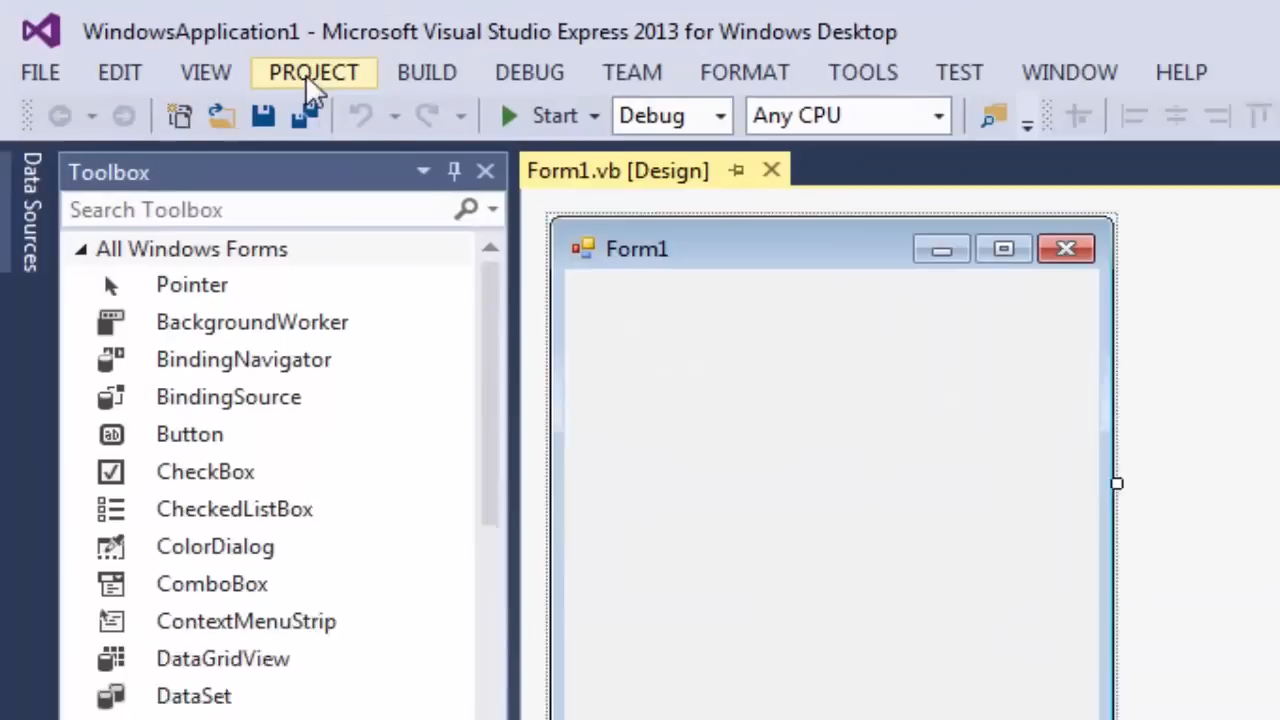 WindowsApplication1 - Microsoft Visual Studio Express 2013 for Windows Desktop
FILE EDIT VIEW PROJECT BUILD DEBUG TEAM FORMAT TOOLS TEST WINDOW HELP
Start Debug Any CPU
Data Sources
Toolbox
Search Toolbox
All Windows Forms
Pointer
BackgroundWorker
BindingNavigator
BindingSource
Button
CheckBox
CheckedListBox
ColorDialog
ComboBox
ContextMenuStrip
DataGridView
DataSet
Form1.vb [Design]
Form1